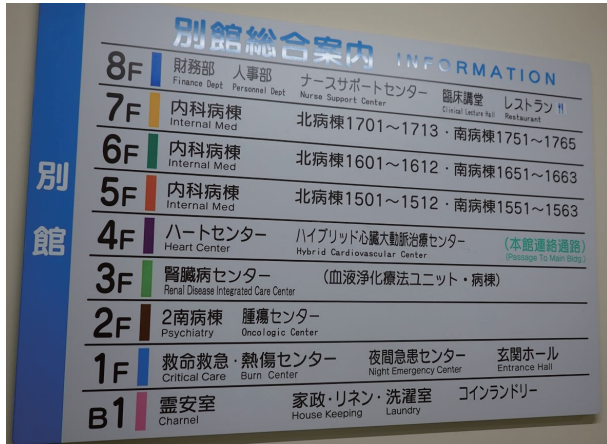 別館
別館総合案内 INFORMATION
8F 財務部 人事部 ナースサポートセンター 臨床講堂 レストラン
Finance Dept Personnel Dept Nurse Support Center Clinical Lecture Hall Restaurant
7F 内科病棟 北病棟1701～1713・南病棟1751～1765
Internal Med
6F 内科病棟 北病棟1601～1612・南病棟1651～1663
Internal Med
5F 内科病棟 北病棟1501～1512・南病棟1551～1563
Internal Med
4F ハートセンター ハイブリッド心臓大動脈治療センター (本館連絡通路)
Heart Center Hybrid Cardiovascular Center (Passage To Main Bldg.)
3F 腎臓病センター (血液浄化療法ユニット・病棟)
Renal Disease Integrated Care Center
2F 2南病棟 腫瘍センター
Psychiatry Oncologic Center
1F 救命救急・熱傷センター 夜間急患センター 玄関ホール
Critical Care Burn Center Night Emergency Center Entrance Hall
B1 霊安室 家政・リネン・洗濯室 コインランドリー
Charnel House Keeping Laundry